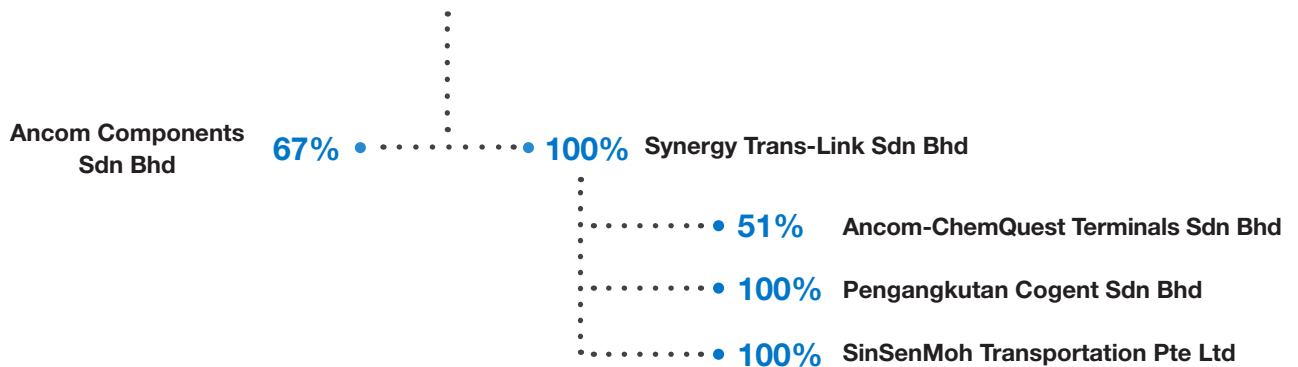 Ancom Components
Sdn Bhd
67%
100% Synergy Trans-Link Sdn Bhd
51% Ancom-ChemQuest Terminals Sdn Bhd
100% Pengangkutan Cogent Sdn Bhd
100% SinSenMoh Transportation Pte Ltd